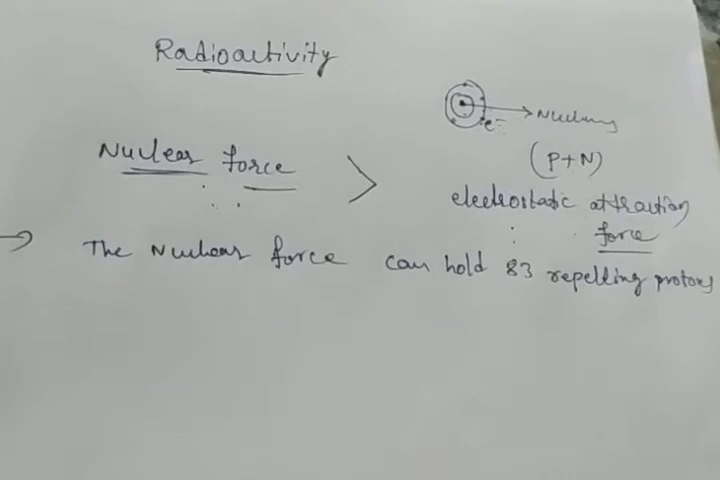 Radioactivity
e-
Nucleus
(P+N)
Nuclear force > electrostatic attraction force
The Nuclear force can hold 83 repelling protons